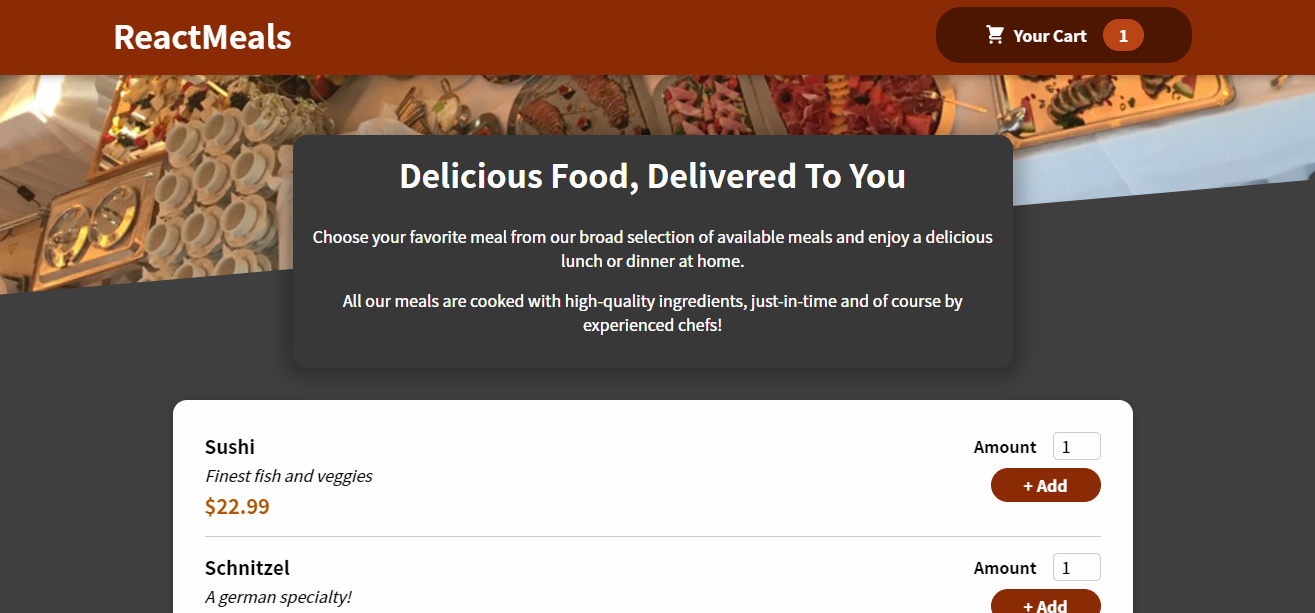 ReactMeals
Your Cart 1
Delicious Food, Delivered To You
Choose your favorite meal from our broad selection of available meals and enjoy a delicious
lunch or dinner at home.
All our meals are cooked with high-quality ingredients, just-in-time and of course by
experienced chefs!
Sushi
Finest fish and veggies
$22.99
Amount 1
+ Add
Schnitzel
A german specialty!
Amount 1
+ Add